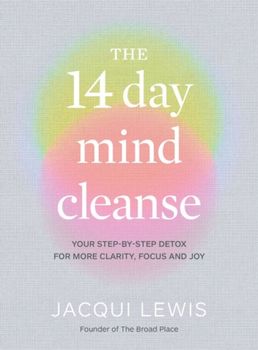 THE
14 day
mind
cleanse
YOUR STEP-BY-STEP DETOX
FOR MORE CLARITY, FOCUS AND JOY
JACQUI LEWIS
Founder of The Broad Place